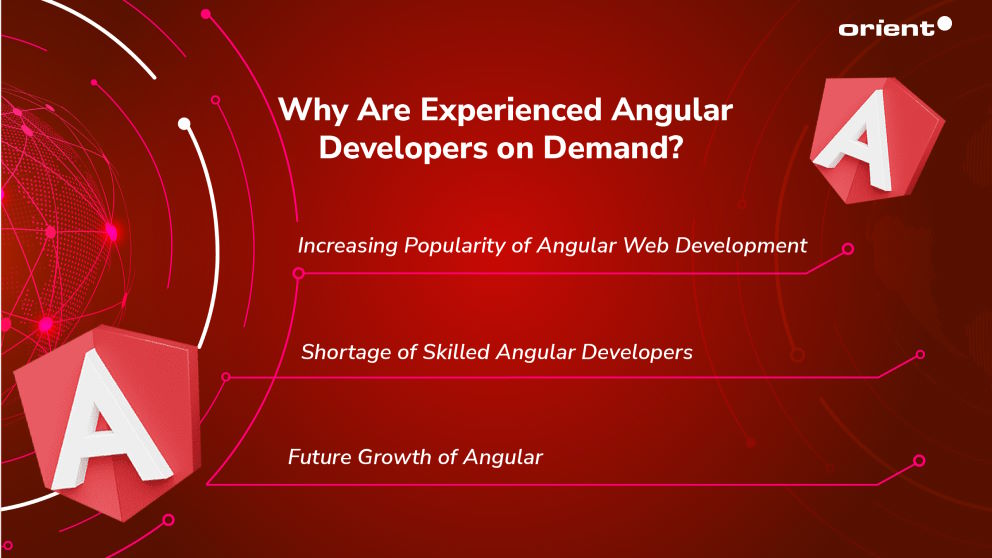 orient
Why Are Experienced Angular
Developers on Demand?
Increasing Popularity of Angular Web Development
Shortage of Skilled Angular Developers
Future Growth of Angular
A
A